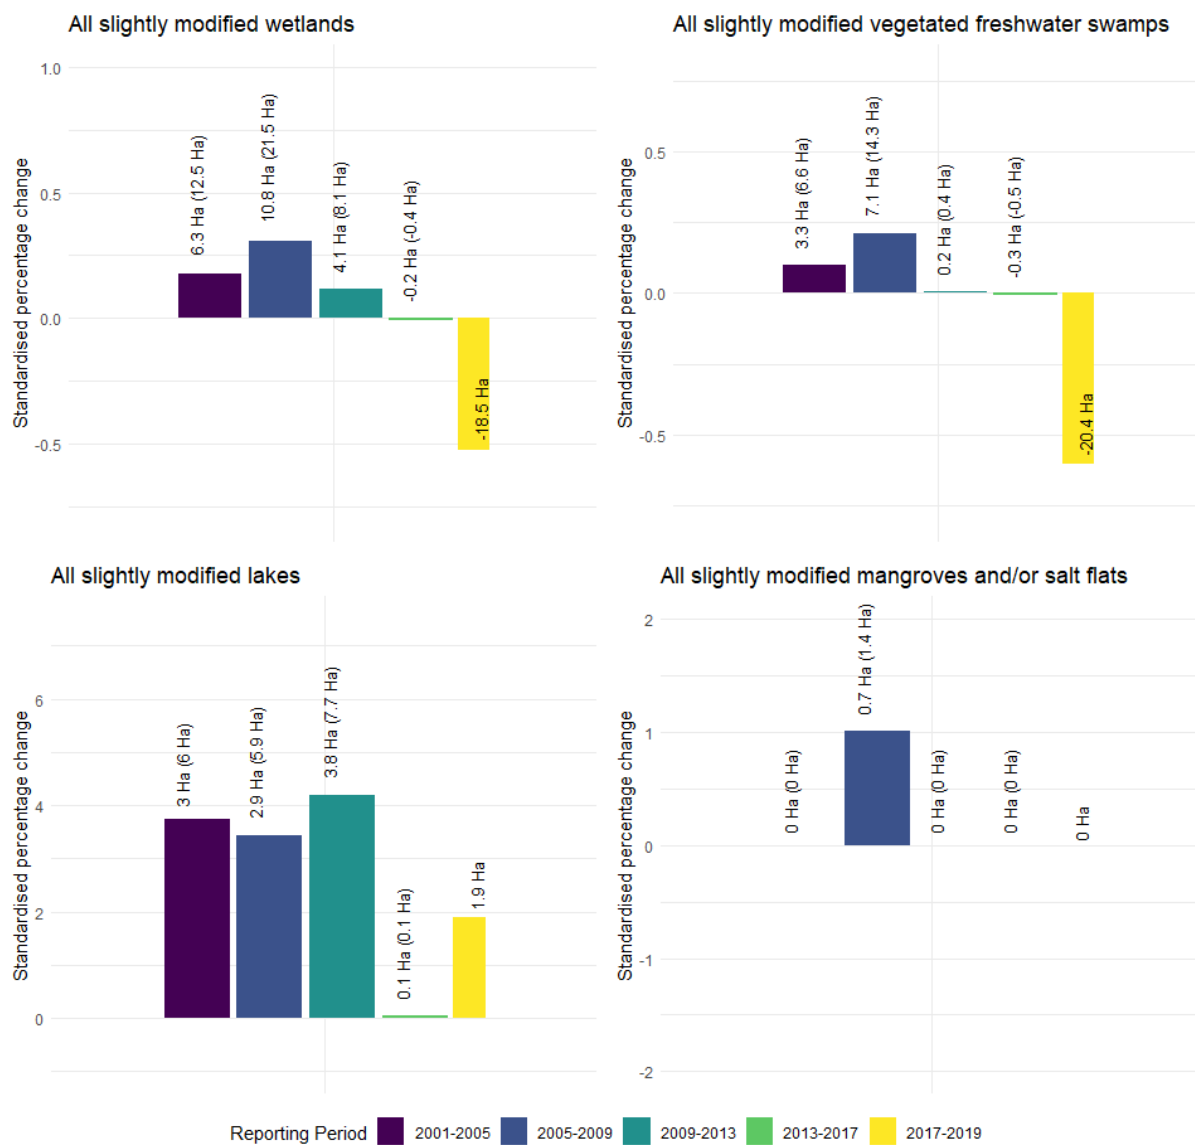 All slightly modified wetlands
Standardised percentage change
1.0
0.5
0.0
-0.5
6.3 Ha (12.5 Ha)
10.8 Ha (21.5 Ha)
4.1 Ha (8.1 Ha)
-0.2 Ha (-0.4 Ha)
-18.5 Ha
All slightly modified vegetated freshwater swamps
Standardised percentage change
0.5
0.0
-0.5
3.3 Ha (6.6 Ha)
7.1 Ha (14.3 Ha)
0.2 Ha (0.4 Ha)
-0.3 Ha (-0.5 Ha)
-20.4 Ha
All slightly modified lakes
Standardised percentage change
6
4
2
0
3 Ha (6 Ha)
2.9 Ha (5.9 Ha)
3.8 Ha (7.7 Ha)
0.1 Ha (0.1 Ha)
1.9 Ha
All slightly modified mangroves and/or salt flats
Standardised percentage change
2
1
0
-1
-2
0 Ha (0 Ha)
0.7 Ha (1.4 Ha)
0 Ha (0 Ha)
0 Ha (0 Ha)
0 Ha
Reporting Period 2001-2005 2005-2009 2009-2013 2013-2017 2017-2019